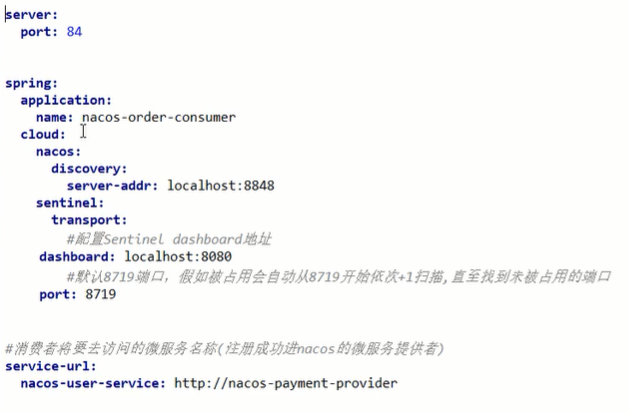 server:
  port: 84
spring:
  application:
    name: nacos-order-consumer
  cloud:
    nacos:
      discovery:
        server-addr: localhost:8848
    sentinel:
      transport:
        #配置Sentinel dashboard地址
    dashboard: localhost:8080
        #默认8719端口，假如被占用会自动从8719开始依次+1扫描,直至找到未被占用的端口
    port: 8719
#消费者将要去访问的微服务名称(注册成功进nacos的微服务提供者)
service-url:
  nacos-user-service: http://nacos-payment-provider